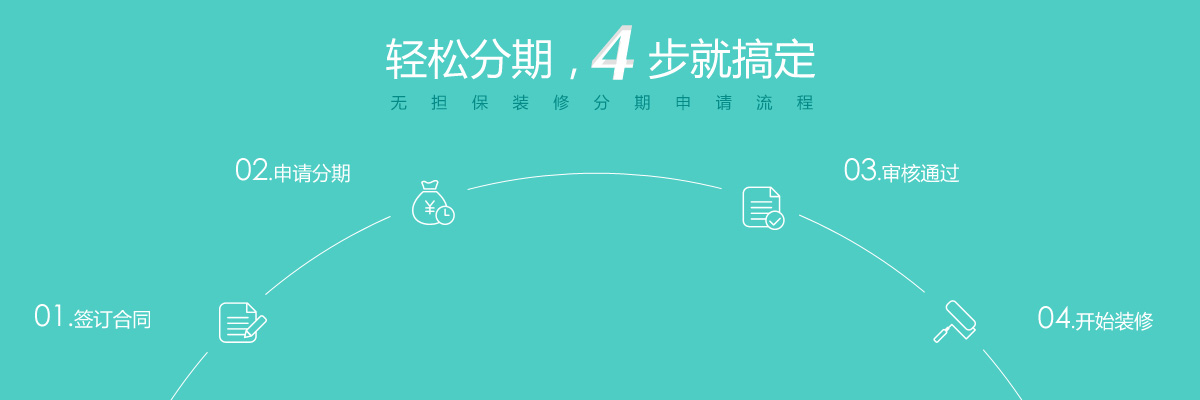 轻松分期，4步就搞定
无担保装修分期申请流程
01.签订合同
02.申请分期
¥
03.审核通过
04.开始装修